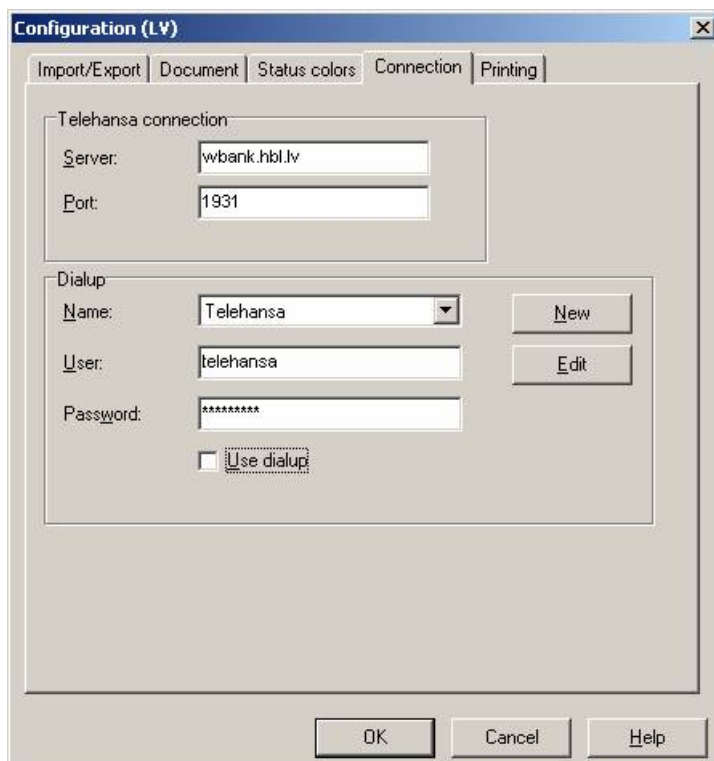 Configuration (LV)
Import/Export Document Status colors Connection Printing
Telehansa connection
Server: wbank.hbl.lv
Port: 1931
Dialup
Name: Telehansa New
User: telehansa Edit
Password: *********
Use dialup
OK Cancel Help